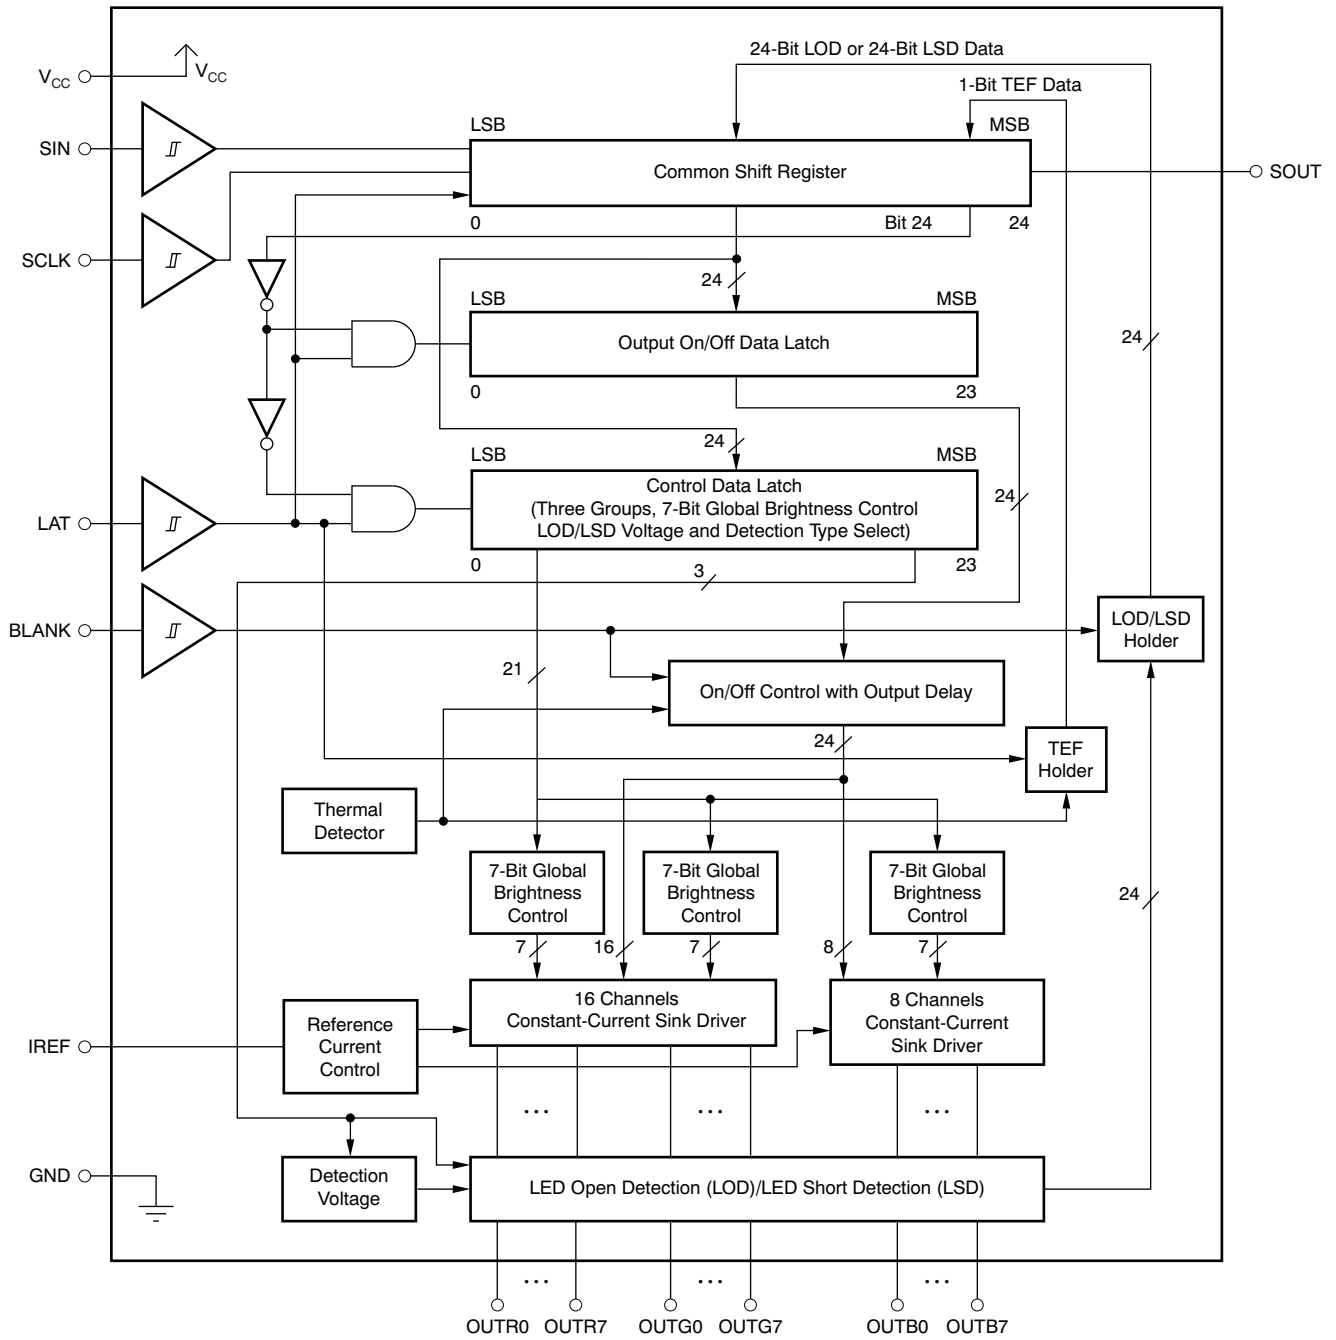 24-Bit LOD or 24-Bit LSD Data
VCC
VCC
1-Bit TEF Data
LSB
MSB
SIN
Common Shift Register
SOUT
0
Bit 24
24
SCLK
24
LSB
MSB
24
Output On/Off Data Latch
0
23
24
LSB
MSB
Control Data Latch
(Three Groups, 7-Bit Global Brightness Control
LOD/LSD Voltage and Detection Type Select)
24
LAT
0
23
3
LOD/LSD
Holder
BLANK
21
On/Off Control with Output Delay
24
TEF
Holder
Thermal
Detector
7-Bit Global
Brightness
Control
7-Bit Global
Brightness
Control
7-Bit Global
Brightness
Control
24
7
16
7
8
7
16 Channels
Constant-Current Sink Driver
8 Channels
Constant-Current
Sink Driver
Reference
Current
Control
IREF
...
...
...
GND
Detection
Voltage
LED Open Detection (LOD)/LED Short Detection (LSD)
...
...
...
OUTR0
OUTR7
OUTG0
OUTG7
OUTB0
OUTB7